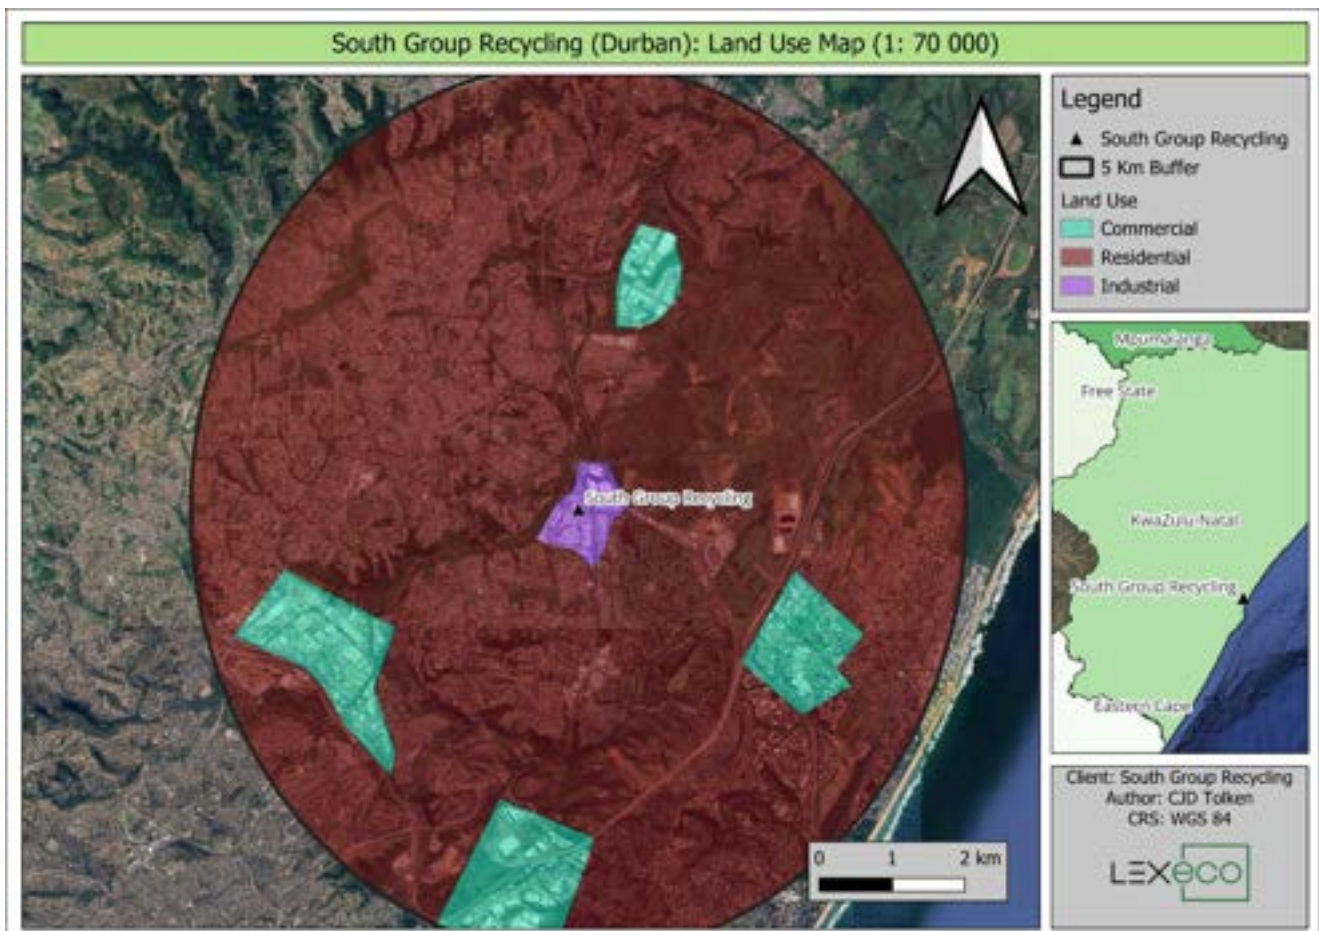 South Group Recycling (Durban): Land Use Map (1: 70 000)
South Group Recycling
0 1 2 km
Legend
South Group Recycling
5 Km Buffer
Land Use
Commercial
Residential
Industrial
Mpumalanga
Free State
KwaZulu-Natal
South Group Recycling
Eastern Cape
Client: South Group Recycling
Author: CJD Tolken
CRS: WGS 84
LEXeco